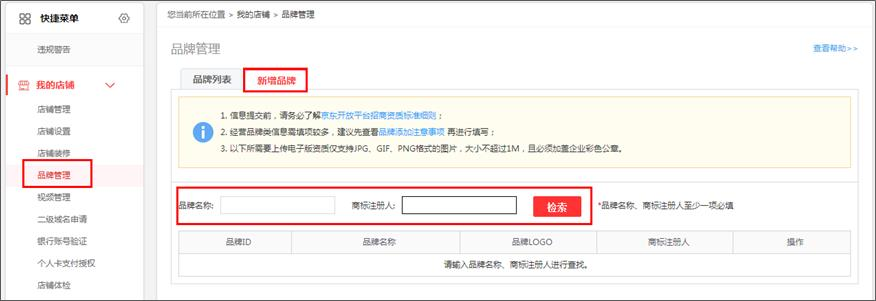 快捷菜单
违规警告
我的店铺
店铺管理
店铺设置
店铺装修
品牌管理
视频管理
二级域名申请
银行账号验证
个人卡支付授权
店铺体检
您当前所在位置 > 我的店铺 > 品牌管理
品牌管理
查看帮助>>
品牌列表 新增品牌
1. 信息提交前，请务必了解京东开放平台招商资质标准细则；
2. 经营品牌类信息需填项较多，建议先查看品牌添加注意事项 再进行填写；
3. 以下所需要上传电子版资质仅支持JPG、GIF、PNG格式的图片，大小不超过1M，且必须加盖企业彩色公章。
品牌名称: 商标注册人: 检索 *品牌名称、商标注册人至少一项必填
品牌ID 品牌名称 品牌LOGO 商标注册人 操作
请输入品牌名称、商标注册人进行查找。